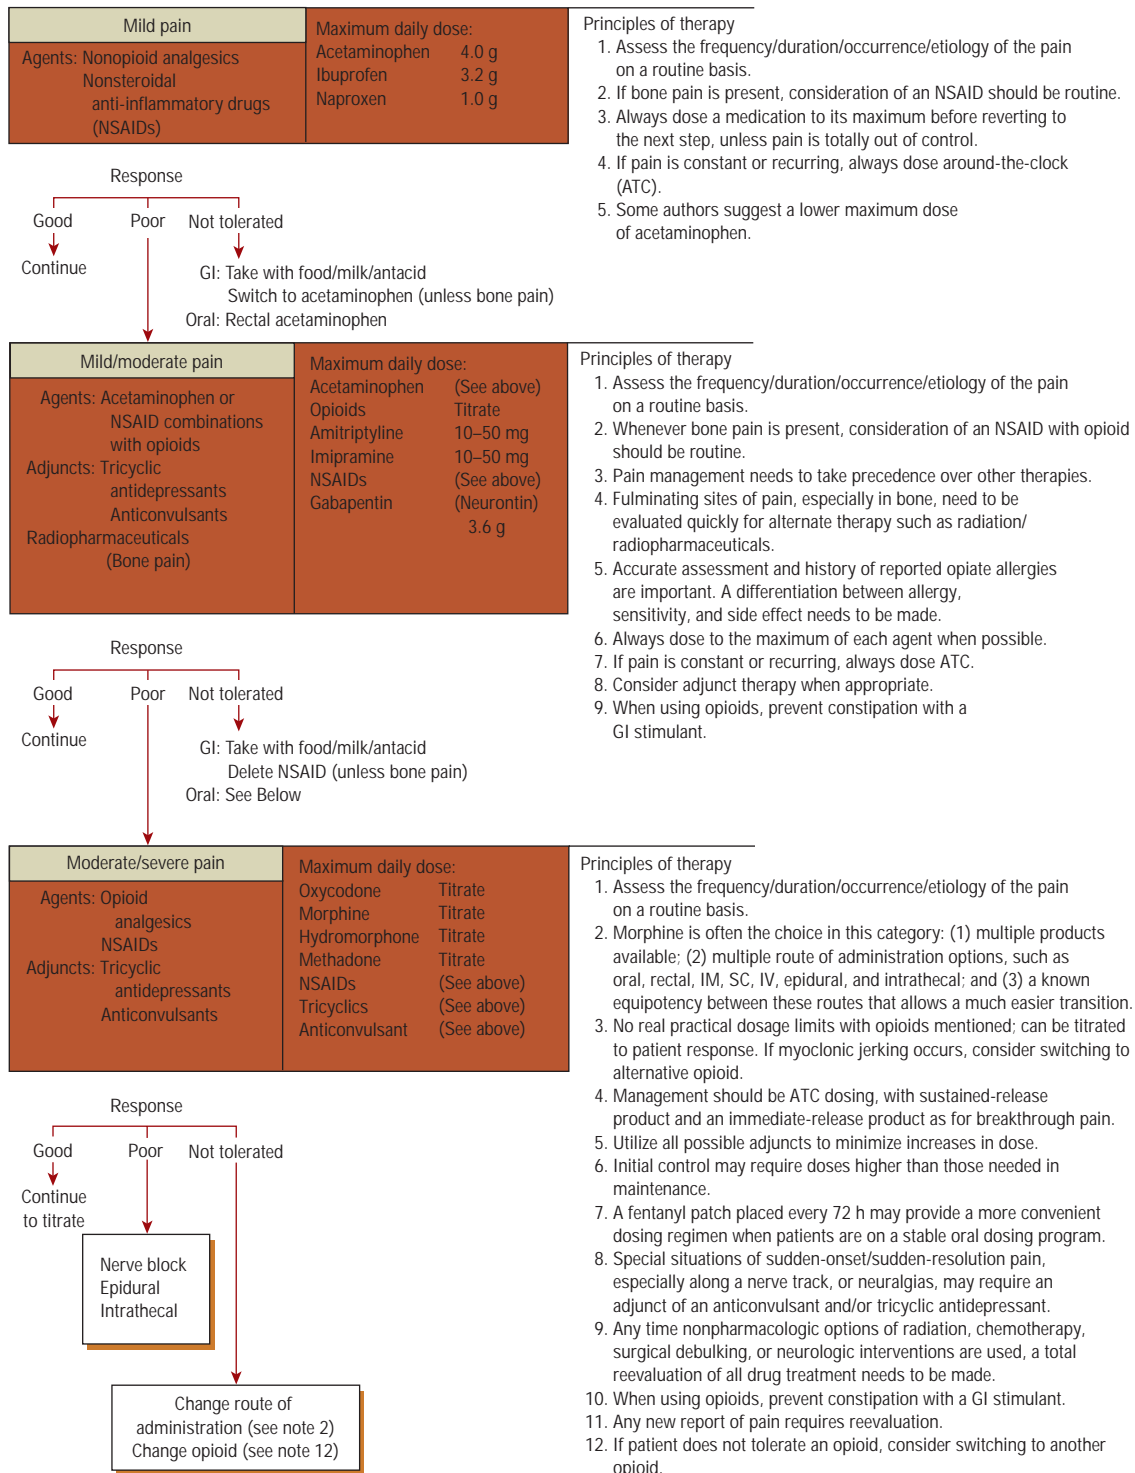 Mild pain
Agents: Nonopioid analgesics
Nonsteroidal
anti-inflammatory drugs
(NSAIDs)
Maximum daily dose:
Acetaminophen 4.0 g
Ibuprofen 3.2 g
Naproxen 1.0 g
Principles of therapy
1. Assess the frequency/duration/occurrence/etiology of the pain
on a routine basis.
2. If bone pain is present, consideration of an NSAID should be routine.
3. Always dose a medication to its maximum before reverting to
the next step, unless pain is totally out of control.
4. If pain is constant or recurring, always dose around-the-clock
(ATC).
5. Some authors suggest a lower maximum dose
of acetaminophen.
Response
Good Poor Not tolerated
Continue
GI: Take with food/milk/antacid
Switch to acetaminophen (unless bone pain)
Oral: Rectal acetaminophen
Mild/moderate pain
Agents: Acetaminophen or
NSAID combinations
with opioids
Adjuncts: Tricyclic
antidepressants
Anticonvulsants
Radiopharmaceuticals
(Bone pain)
Maximum daily dose:
Acetaminophen (See above)
Opioids Titrate
Amitriptyline 10–50 mg
Imipramine 10–50 mg
NSAIDs (See above)
Gabapentin (Neurontin)
3.6 g
Principles of therapy
1. Assess the frequency/duration/occurrence/etiology of the pain
on a routine basis.
2. Whenever bone pain is present, consideration of an NSAID with opioid
should be routine.
3. Pain management needs to take precedence over other therapies.
4. Fulminating sites of pain, especially in bone, need to be
evaluated quickly for alternate therapy such as radiation/
radiopharmaceuticals.
5. Accurate assessment and history of reported opiate allergies
are important. A differentiation between allergy,
sensitivity, and side effect needs to be made.
6. Always dose to the maximum of each agent when possible.
7. If pain is constant or recurring, always dose ATC.
8. Consider adjunct therapy when appropriate.
9. When using opioids, prevent constipation with a
GI stimulant.
Response
Good Poor Not tolerated
Continue
GI: Take with food/milk/antacid
Delete NSAID (unless bone pain)
Oral: See Below
Moderate/severe pain
Agents: Opioid
analgesics
NSAIDs
Adjuncts: Tricyclic
antidepressants
Anticonvulsants
Maximum daily dose:
Oxycodone Titrate
Morphine Titrate
Hydromorphone Titrate
Methadone Titrate
NSAIDs (See above)
Tricyclics (See above)
Anticonvulsant (See above)
Principles of therapy
1. Assess the frequency/duration/occurrence/etiology of the pain
on a routine basis.
2. Morphine is often the choice in this category: (1) multiple products
available; (2) multiple route of administration options, such as
oral, rectal, IM, SC, IV, epidural, and intrathecal; and (3) a known
equipotency between these routes that allows a much easier transition.
3. No real practical dosage limits with opioids mentioned; can be titrated
to patient response. If myoclonic jerking occurs, consider switching to
alternative opioid.
4. Management should be ATC dosing, with sustained-release
product and an immediate-release product as for breakthrough pain.
5. Utilize all possible adjuncts to minimize increases in dose.
6. Initial control may require doses higher than those needed in
maintenance.
7. A fentanyl patch placed every 72 h may provide a more convenient
dosing regimen when patients are on a stable oral dosing program.
8. Special situations of sudden-onset/sudden-resolution pain,
especially along a nerve track, or neuralgias, may require an
adjunct of an anticonvulsant and/or tricyclic antidepressant.
9. Any time nonpharmacologic options of radiation, chemotherapy,
surgical debulking, or neurologic interventions are used, a total
reevaluation of all drug treatment needs to be made.
10. When using opioids, prevent constipation with a GI stimulant.
11. Any new report of pain requires reevaluation.
12. If patient does not tolerate an opioid, consider switching to another
opioid.
Response
Good Poor Not tolerated
Continue
to titrate
Nerve block
Epidural
Intrathecal
Change route of
administration (see note 2)
Change opioid (see note 12)